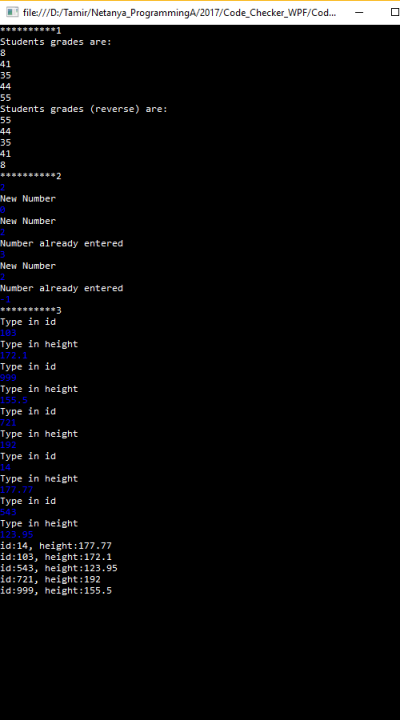 file:///D:/Tamir/Netanya_ProgrammingA/2017/Code_Checker_WPF/Cod...
**********1
Students grades are:
8
41
35
44
55
Students grades (reverse) are:
55
44
35
41
8
**********2
2
New Number
0
New Number
2
Number already entered
3
New Number
2
Number already entered
-1
**********3
Type in id
103
Type in height
172.1
Type in id
999
Type in height
155.5
Type in id
721
Type in height
192
Type in id
14
Type in height
177.77
Type in id
543
Type in height
123.95
id:14, height:177.77
id:103, height:172.1
id:543, height:123.95
id:721, height:192
id:999, height:155.5